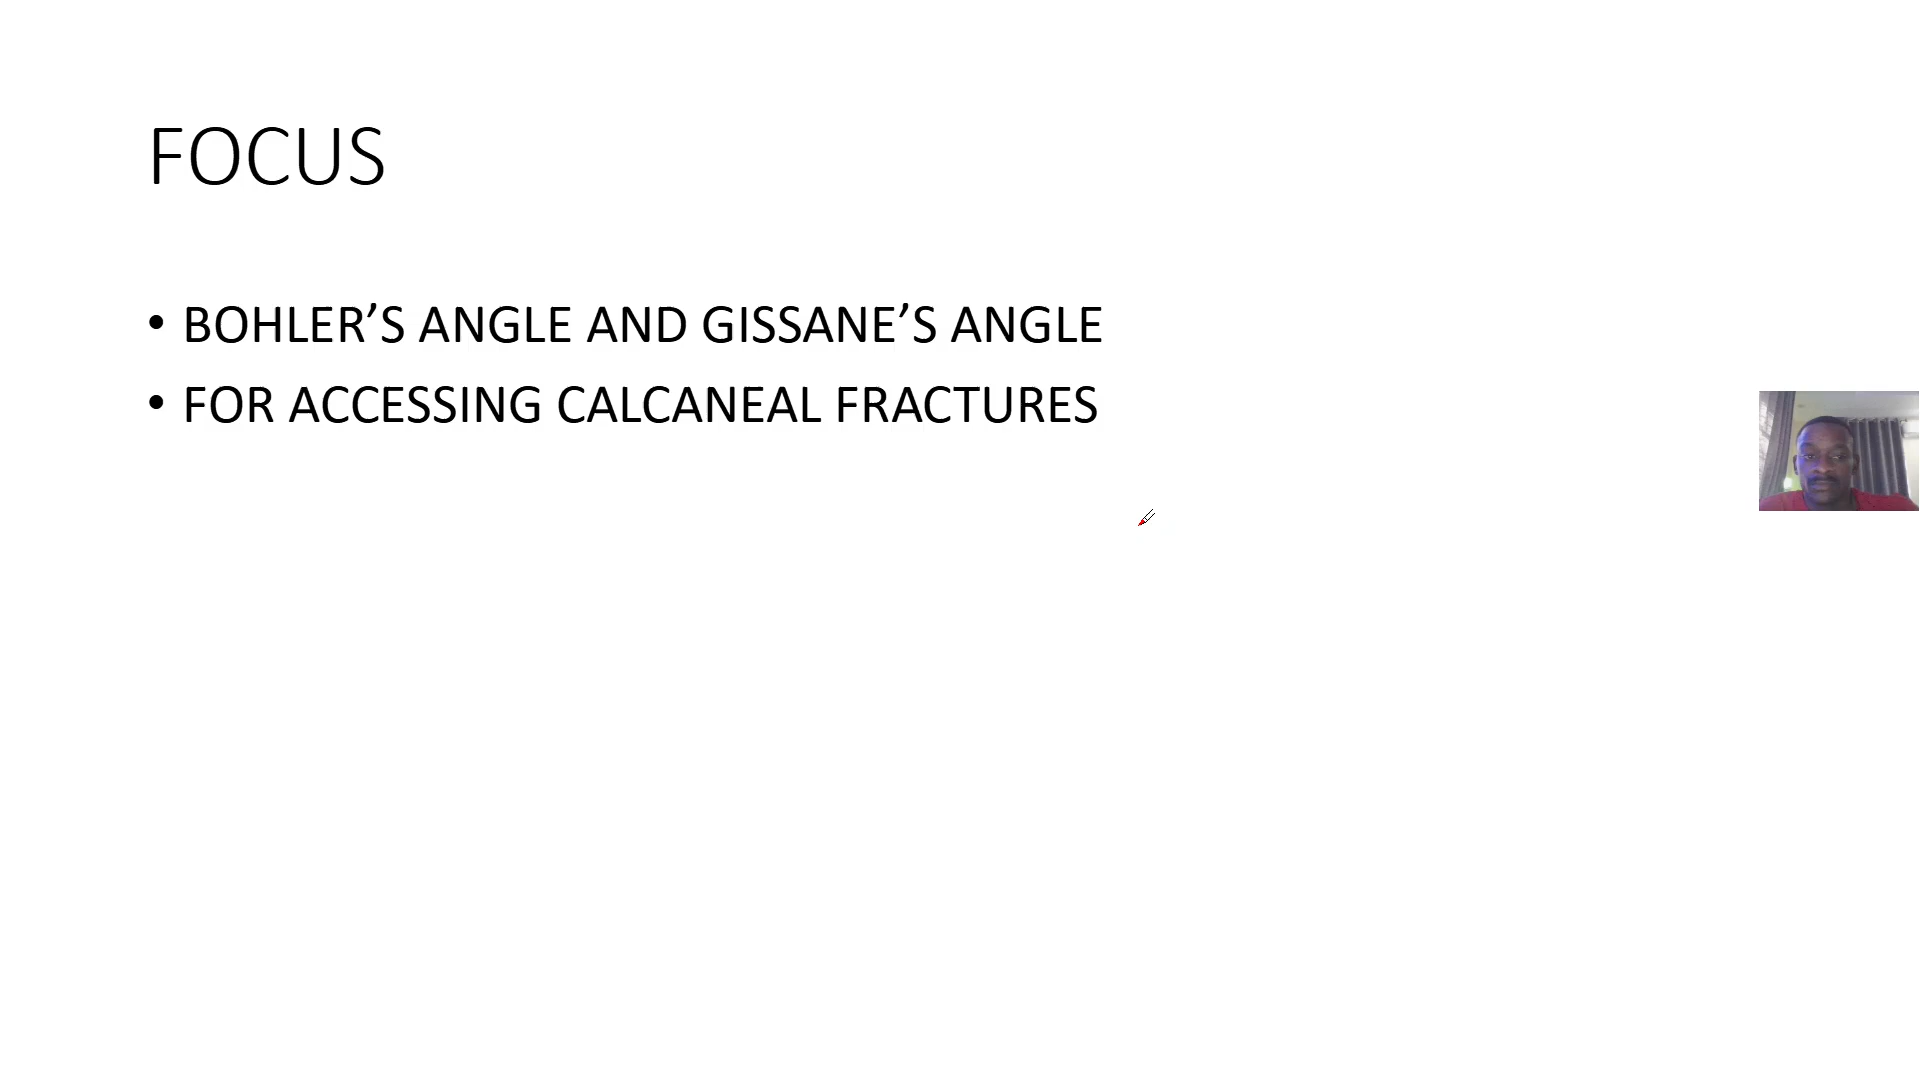 FOCUS
• BOHLER’S ANGLE AND GISSANE’S ANGLE
• FOR ACCESSING CALCANEAL FRACTURES